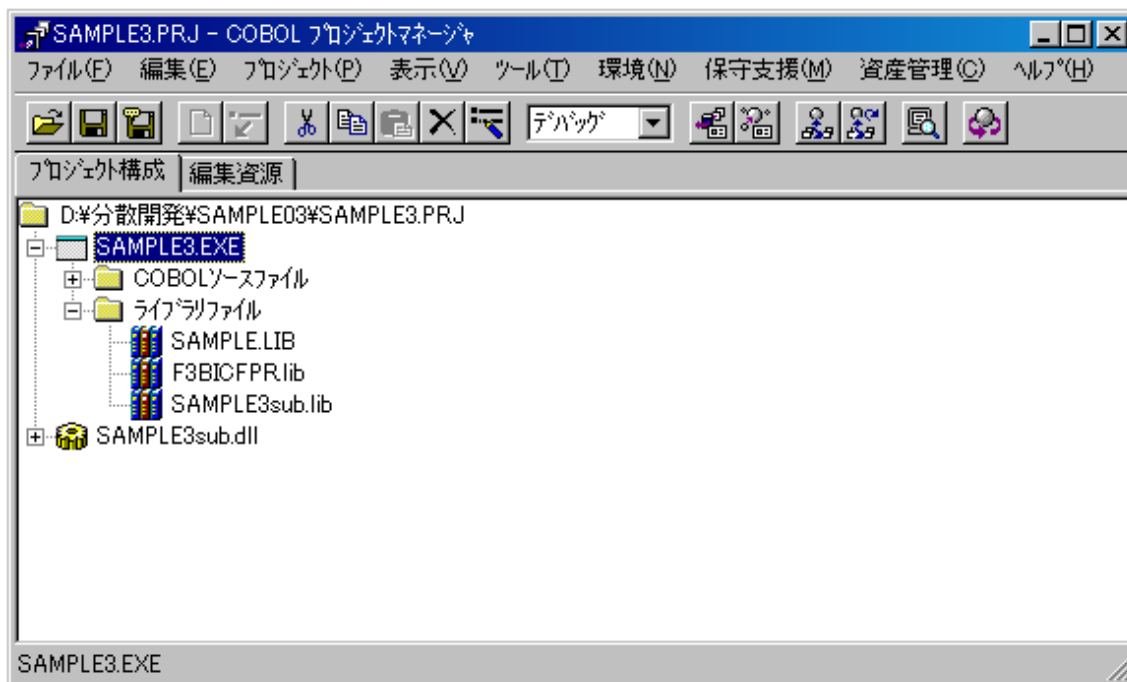 SAMPLE3.PRJ - COBOL ﾌﾟﾛｼﾞｪｸﾄﾏﾈｰｼﾞｬ
ﾌｧｲﾙ(F) 編集(E) ﾌﾟﾛｼﾞｪｸﾄ(P) 表示(V) ﾂｰﾙ(T) 環境(N) 保守支援(M) 資産管理(C) ﾍﾙﾌﾟ(H)
ﾃﾞﾊﾞｯｸﾞ
ﾌﾟﾛｼﾞｪｸﾄ構成 編集資源
D:¥分散開発¥SAMPLE03¥SAMPLE3.PRJ
SAMPLE3.EXE
COBOLｿｰｽﾌｧｲﾙ
ﾗｲﾌﾞﾗﾘﾌｧｲﾙ
SAMPLE.LIB
F3BICFPR.lib
SAMPLE3sub.lib
SAMPLE3sub.dll
SAMPLE3.EXE